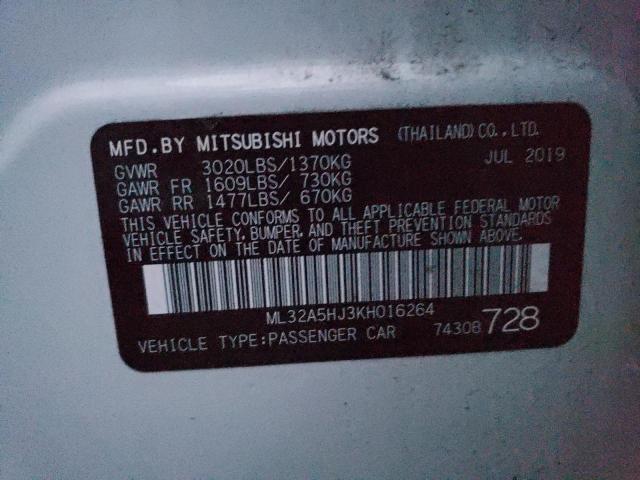 MFD.BY MITSUBISHI MOTORS (THAILAND)CO.,LTD.
GVWR 3020LBS/1370KG JUL 2019
GAWR FR 1609LBS/ 730KG
GAWR RR 1477LBS/ 670KG
THIS VEHICLE CONFORMS TO ALL APPLICABLE FEDERAL MOTOR
VEHICLE SAFETY, BUMPER, AND THEFT PREVENTION STANDARDS
IN EFFECT ON THE DATE OF MANUFACTURE SHOWN ABOVE.
ML32A5HJ3KH016264
VEHICLE TYPE:PASSENGER CAR 74308 728